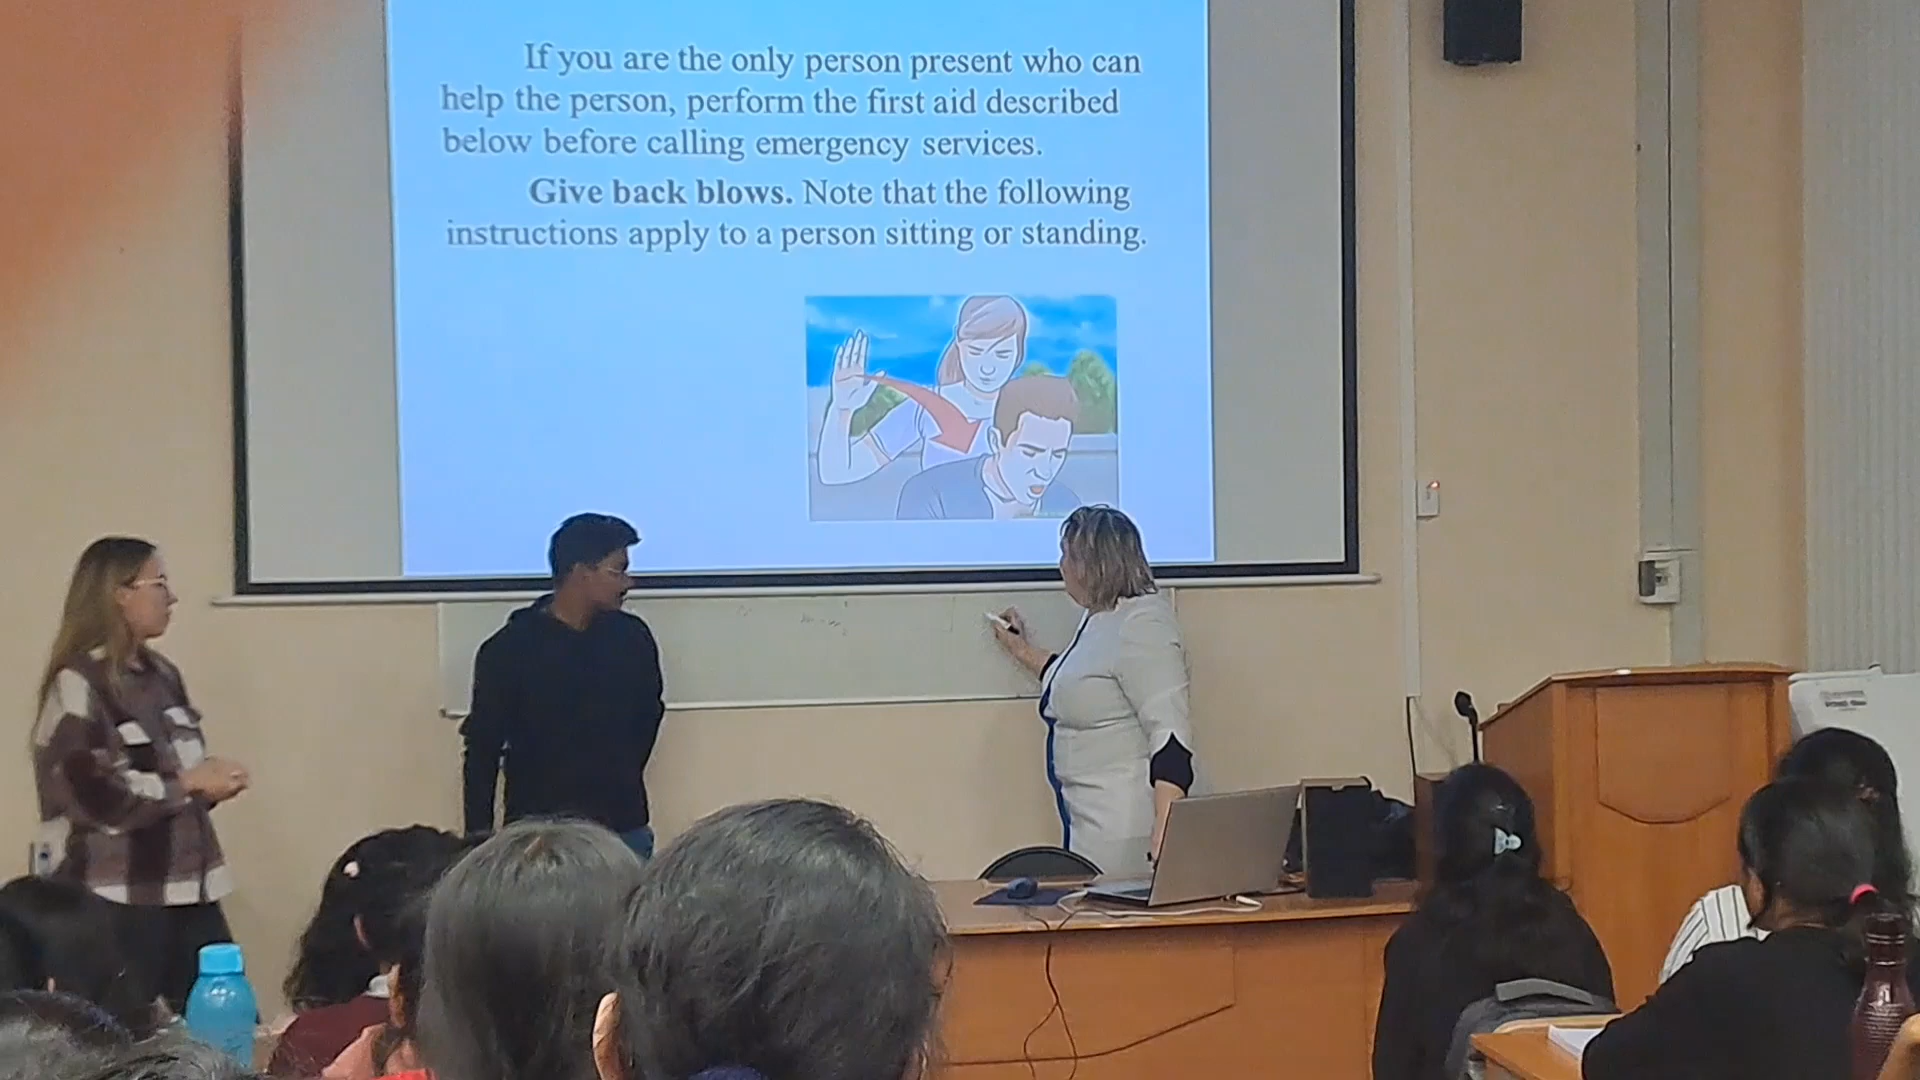 If you are the only person present who can
help the person, perform the first aid described
below before calling emergency services.
Give back blows. Note that the following
instructions apply to a person sitting or standing.